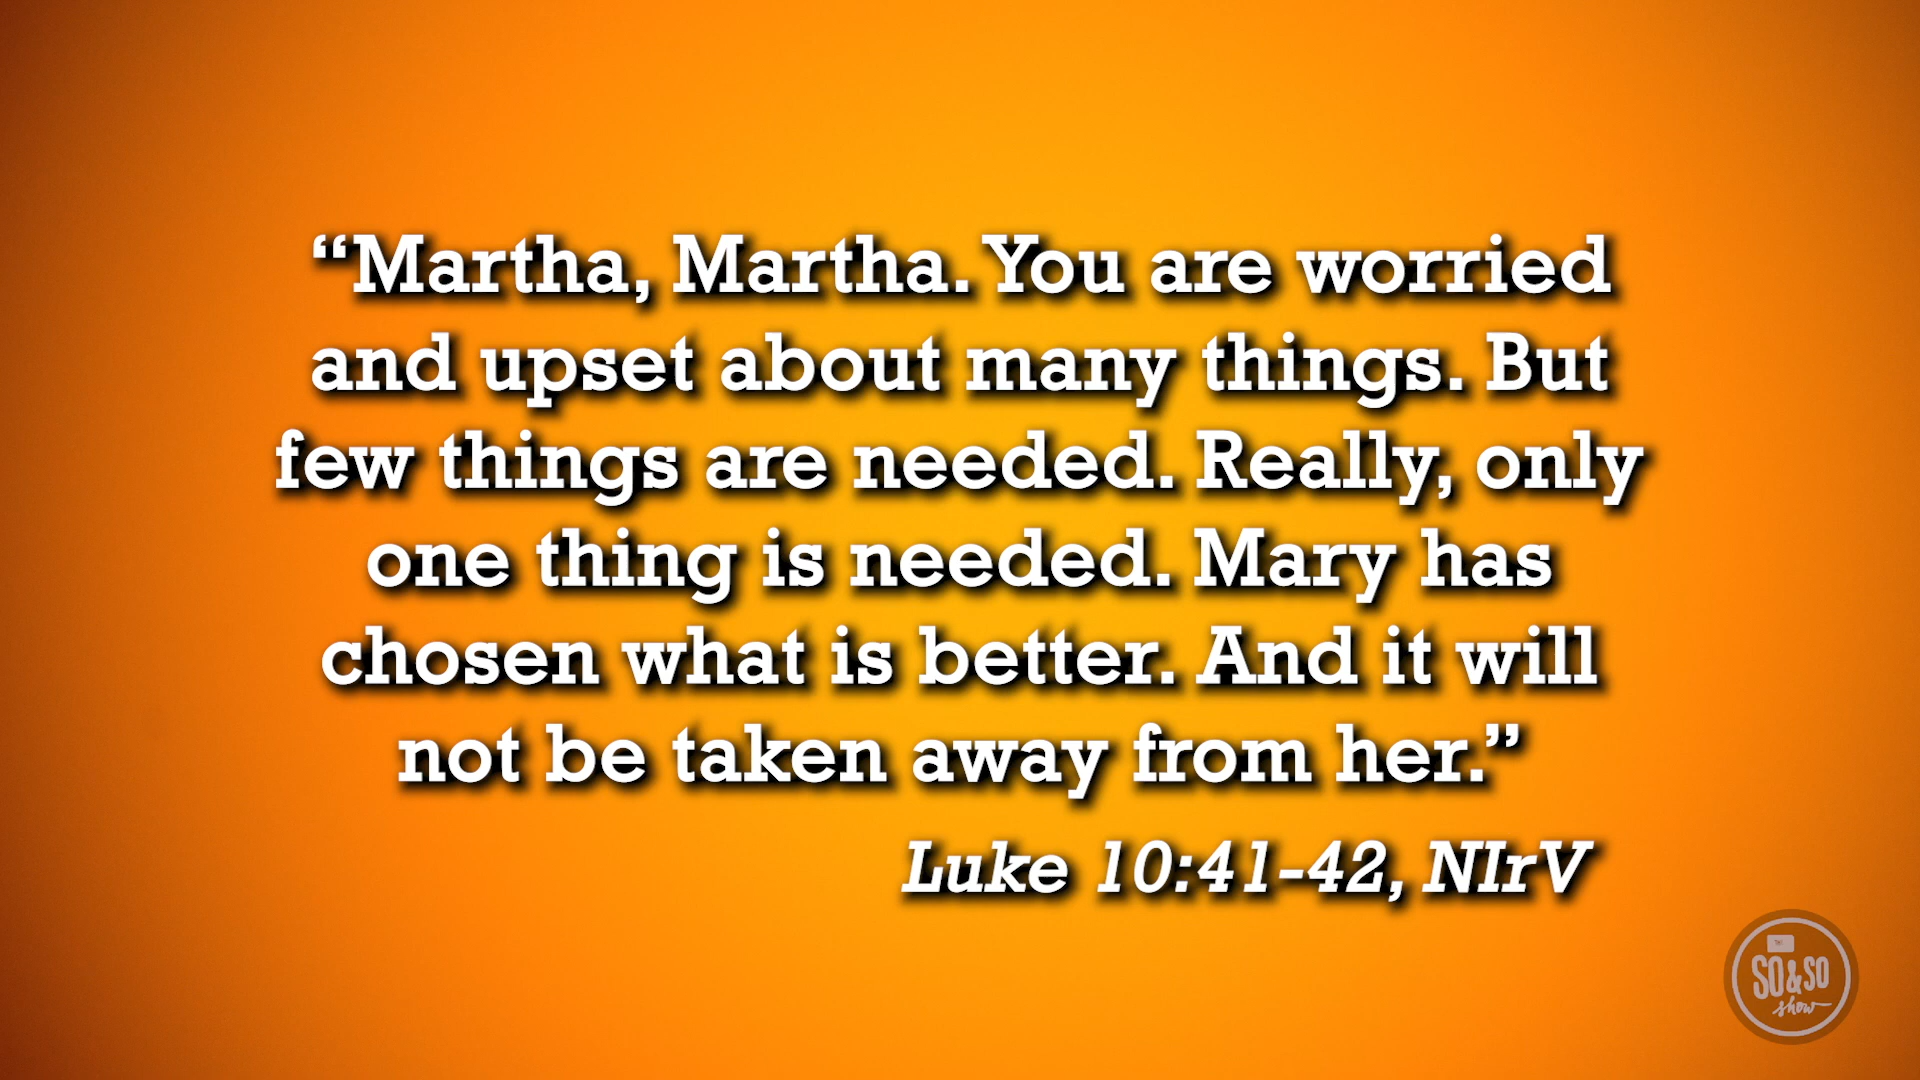 “Martha, Martha. You are worried
and upset about many things. But
few things are needed. Really, only
one thing is needed. Mary has
chosen what is better. And it will
not be taken away from her.”
Luke 10:41-42, NIrV
SO & SO
show